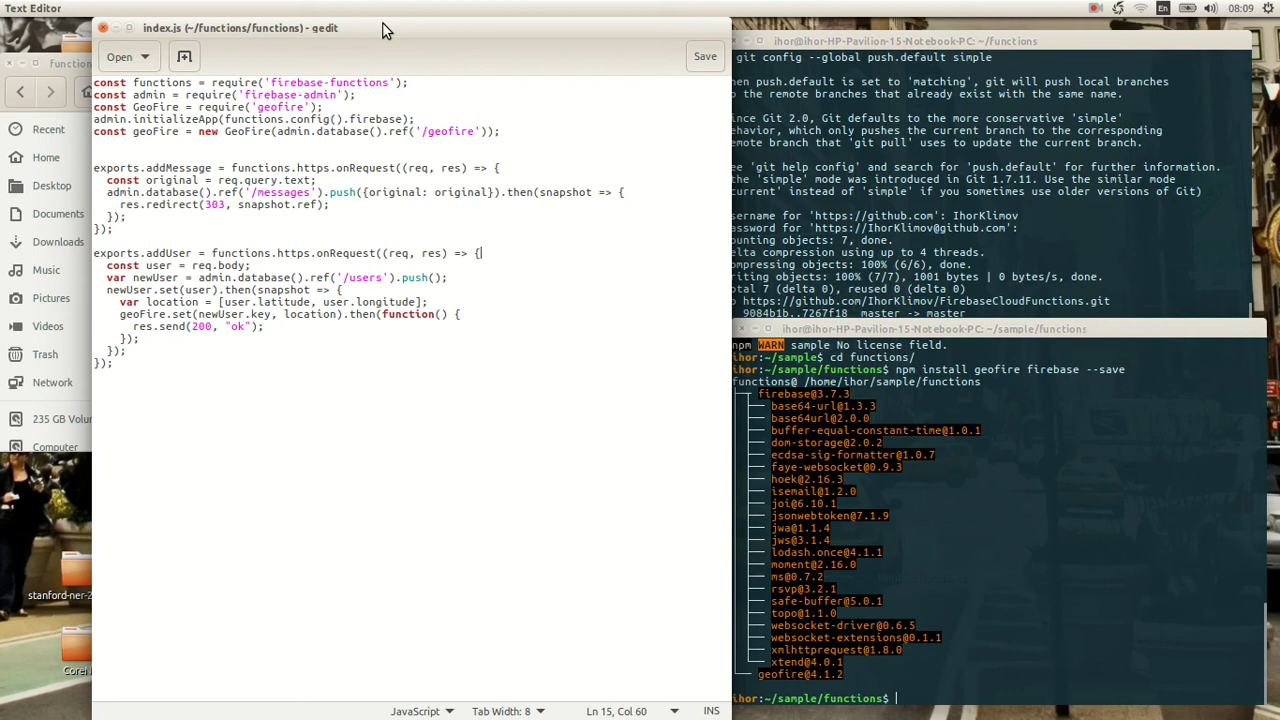 Text Editor
En
08:09
index.js (~/functions/functions) - gedit
Open
Save
const functions = require('firebase-functions');
const admin = require('firebase-admin');
const GeoFire = require('geofire');
admin.initializeApp(functions.config().firebase);
const geoFire = new GeoFire(admin.database().ref('/geofire'));
exports.addMessage = functions.https.onRequest((req, res) => {
const original = req.query.text;
admin.database().ref('/messages').push({original: original}).then(snapshot => {
res.redirect(303, snapshot.ref);
});
});
exports.addUser = functions.https.onRequest((req, res) => {
const user = req.body;
var newUser = admin.database().ref('/users').push();
newUser.set(user).then(snapshot => {
var location = [user.latitude, user.longitude];
geoFire.set(newUser.key, location).then(function() {
res.send(200, "ok");
});
});
});
JavaScript
Tab Width: 8
Ln 15, Col 60
INS
function
Recent
Home
Desktop
Documents
Downloads
Music
Pictures
Videos
Trash
Network
235 GB Volu
Computer
stanford-ner-2
CoreI
ihor@ihor-HP-Pavilion-15-Notebook-PC: ~/functions
git config --global push.default simple
hen push.default is set to 'matching', git will push local branches
o the remote branches that already exist with the same name.
ince Git 2.0, Git defaults to the more conservative 'simple'
ehavior, which only pushes the current branch to the corresponding
remote branch that 'git pull' uses to update the current branch.
ee 'git help config' and search for 'push.default' for further information.
the 'simple' mode was introduced in Git 1.7.11. Use the similar mode
current' instead of 'simple' if you sometimes use older versions of Git)
sername for 'https://github.com': IhorKlimov
assword for 'https://IhorKlimov@github.com':
ounting objects: 7, done.
elta compression using up to 4 threads.
ompressing objects: 100% (6/6), done.
riting objects: 100% (7/7), 1001 bytes | 0 bytes/s, done.
otal 7 (delta 0), reused 0 (delta 0)
o https://github.com/IhorKlimov/FirebaseCloudFunctions.git
9084b1b..7267f18  master -> master
ihor@ihor-HP-Pavilion-15-Notebook-PC: ~/sample/functions
npm WARN sample No license field.
ihor:~/sample$ cd functions/
ihor:~/sample/functions$ npm install geofire firebase --save
functions@ /home/ihor/sample/functions
firebase@3.7.3
base64-url@1.3.3
base64url@2.0.0
buffer-equal-constant-time@1.0.1
dom-storage@2.0.2
ecdsa-sig-formatter@1.0.7
faye-websocket@0.9.3
hoek@2.16.3
isemail@1.2.0
joi@6.10.1
jsonwebtoken@7.1.9
jwa@1.1.4
jws@3.1.4
lodash.once@4.1.1
moment@2.16.0
ms@0.7.2
rsvp@3.2.1
safe-buffer@5.0.1
topo@1.1.0
websocket-driver@0.6.5
websocket-extensions@0.1.1
xmlhttprequest@1.8.0
xtend@4.0.1
geofire@4.1.2
ihor:~/sample/functions$